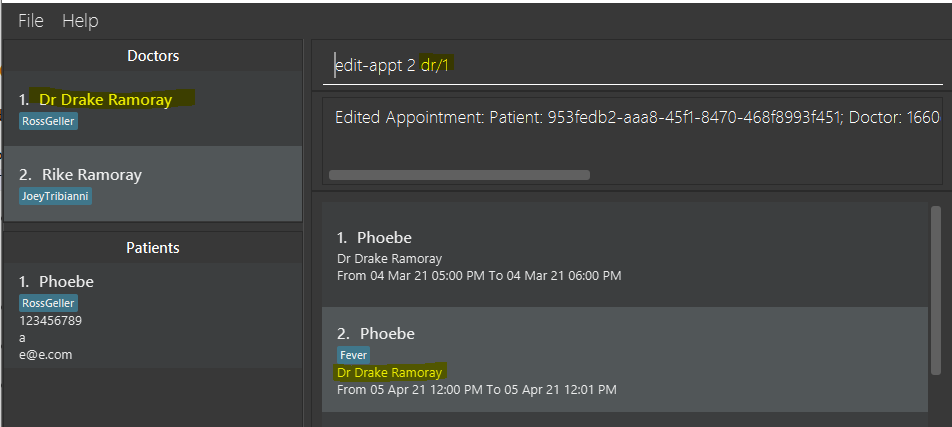 File Help
Doctors
1. Dr Drake Ramoray
RossGeller
2. Rike Ramoray
JoeyTribianni
Patients
1. Phoebe
RossGeller
123456789
a
e@e.com
edit-appt 2 dr/1
Edited Appointment: Patient: 953fedb2-aaa8-45f1-8470-468f8993f451; Doctor: 1660
1. Phoebe
Dr Drake Ramoray
From 04 Mar 21 05:00 PM To 04 Mar 21 06:00 PM
2. Phoebe
Fever
Dr Drake Ramoray
From 05 Apr 21 12:00 PM To 05 Apr 21 12:01 PM